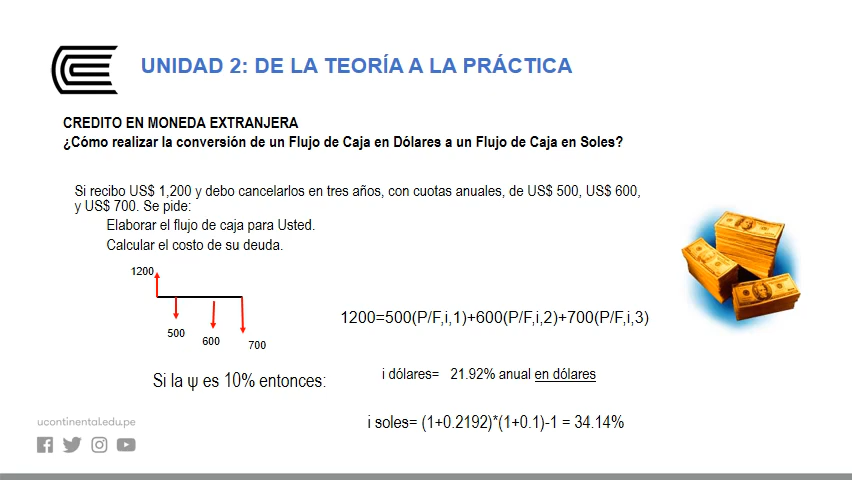 UNIDAD 2: DE LA TEORÍA A LA PRÁCTICA
CREDITO EN MONEDA EXTRANJERA
¿Cómo realizar la conversión de un Flujo de Caja en Dólares a un Flujo de Caja en Soles?
Si recibo US$ 1,200 y debo cancelarlos en tres años, con cuotas anuales, de US$ 500, US$ 600,
y US$ 700. Se pide:
Elaborar el flujo de caja para Usted.
Calcular el costo de su deuda.
1200
500
600
700
1200=500(P/F,i,1)+600(P/F,i,2)+700(P/F,i,3)
Si la ψ es 10% entonces:
i dólares= 21.92% anual en dólares
i soles= (1+0.2192)*(1+0.1)-1 = 34.14%
ucontinental.edu.pe